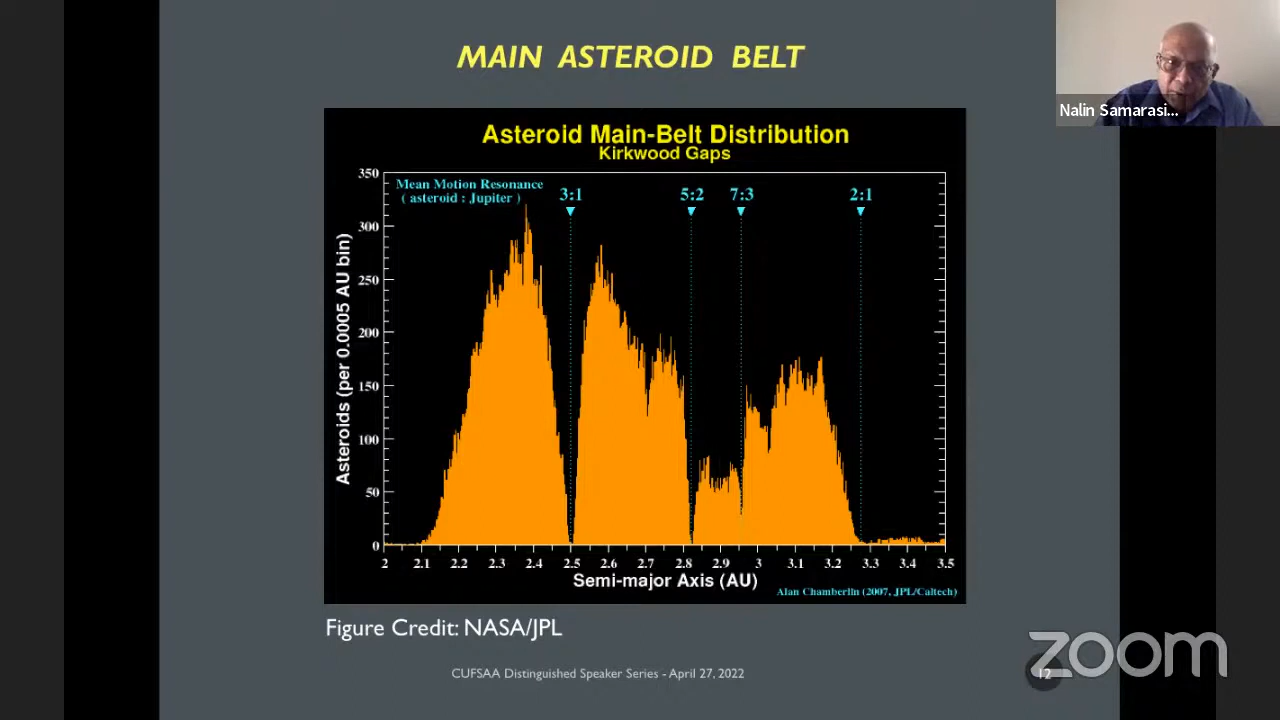 MAIN ASTEROID BELT
Nalin Samarasi...
Asteroid Main-Belt Distribution
Kirkwood Gaps
Mean Motion Resonance
( asteroid : Jupiter )
3:1
5:2
7:3
2:1
350
300
250
200
150
100
50
0
Asteroids (per 0.0005 AU bin)
2 2.1 2.2 2.3 2.4 2.5 2.6 2.7 2.8 2.9 3 3.1 3.2 3.3 3.4 3.5
Semi-major Axis (AU)
Alan Chamberlin (2007, JPL/Caltech)
Figure Credit: NASA/JPL
CUFSAA Distinguished Speaker Series - April 27, 2022
12
zoom